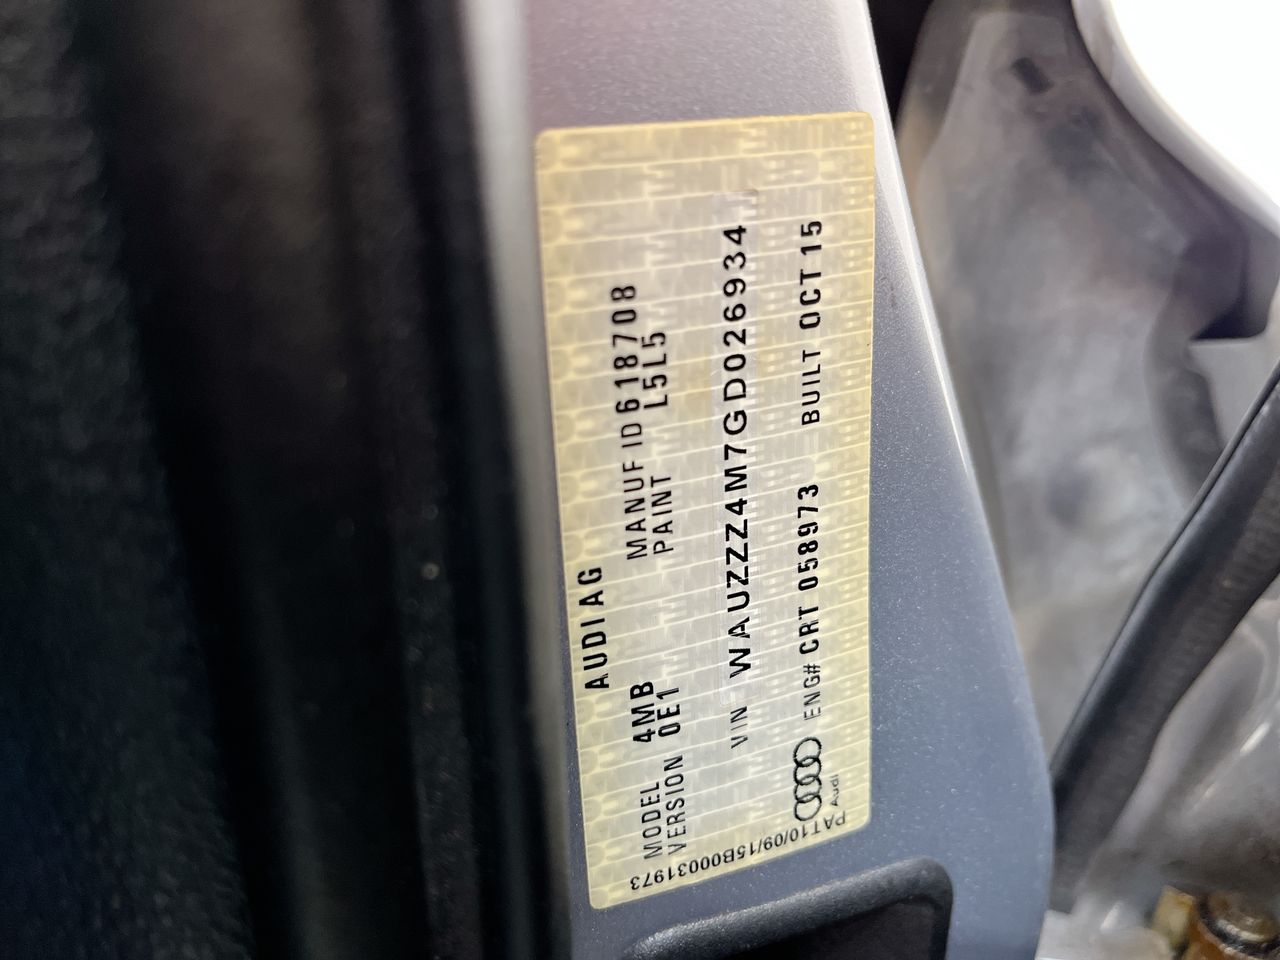 AUDI AG
MODEL 4MB MANUF ID 618708
VERSION 0E1 PAINT L5L5
VIN WAUZZZ4M7GD026934
ENG# CRT 058973 BUILT OCT 15
Audi
PAT10/09/15B000031973